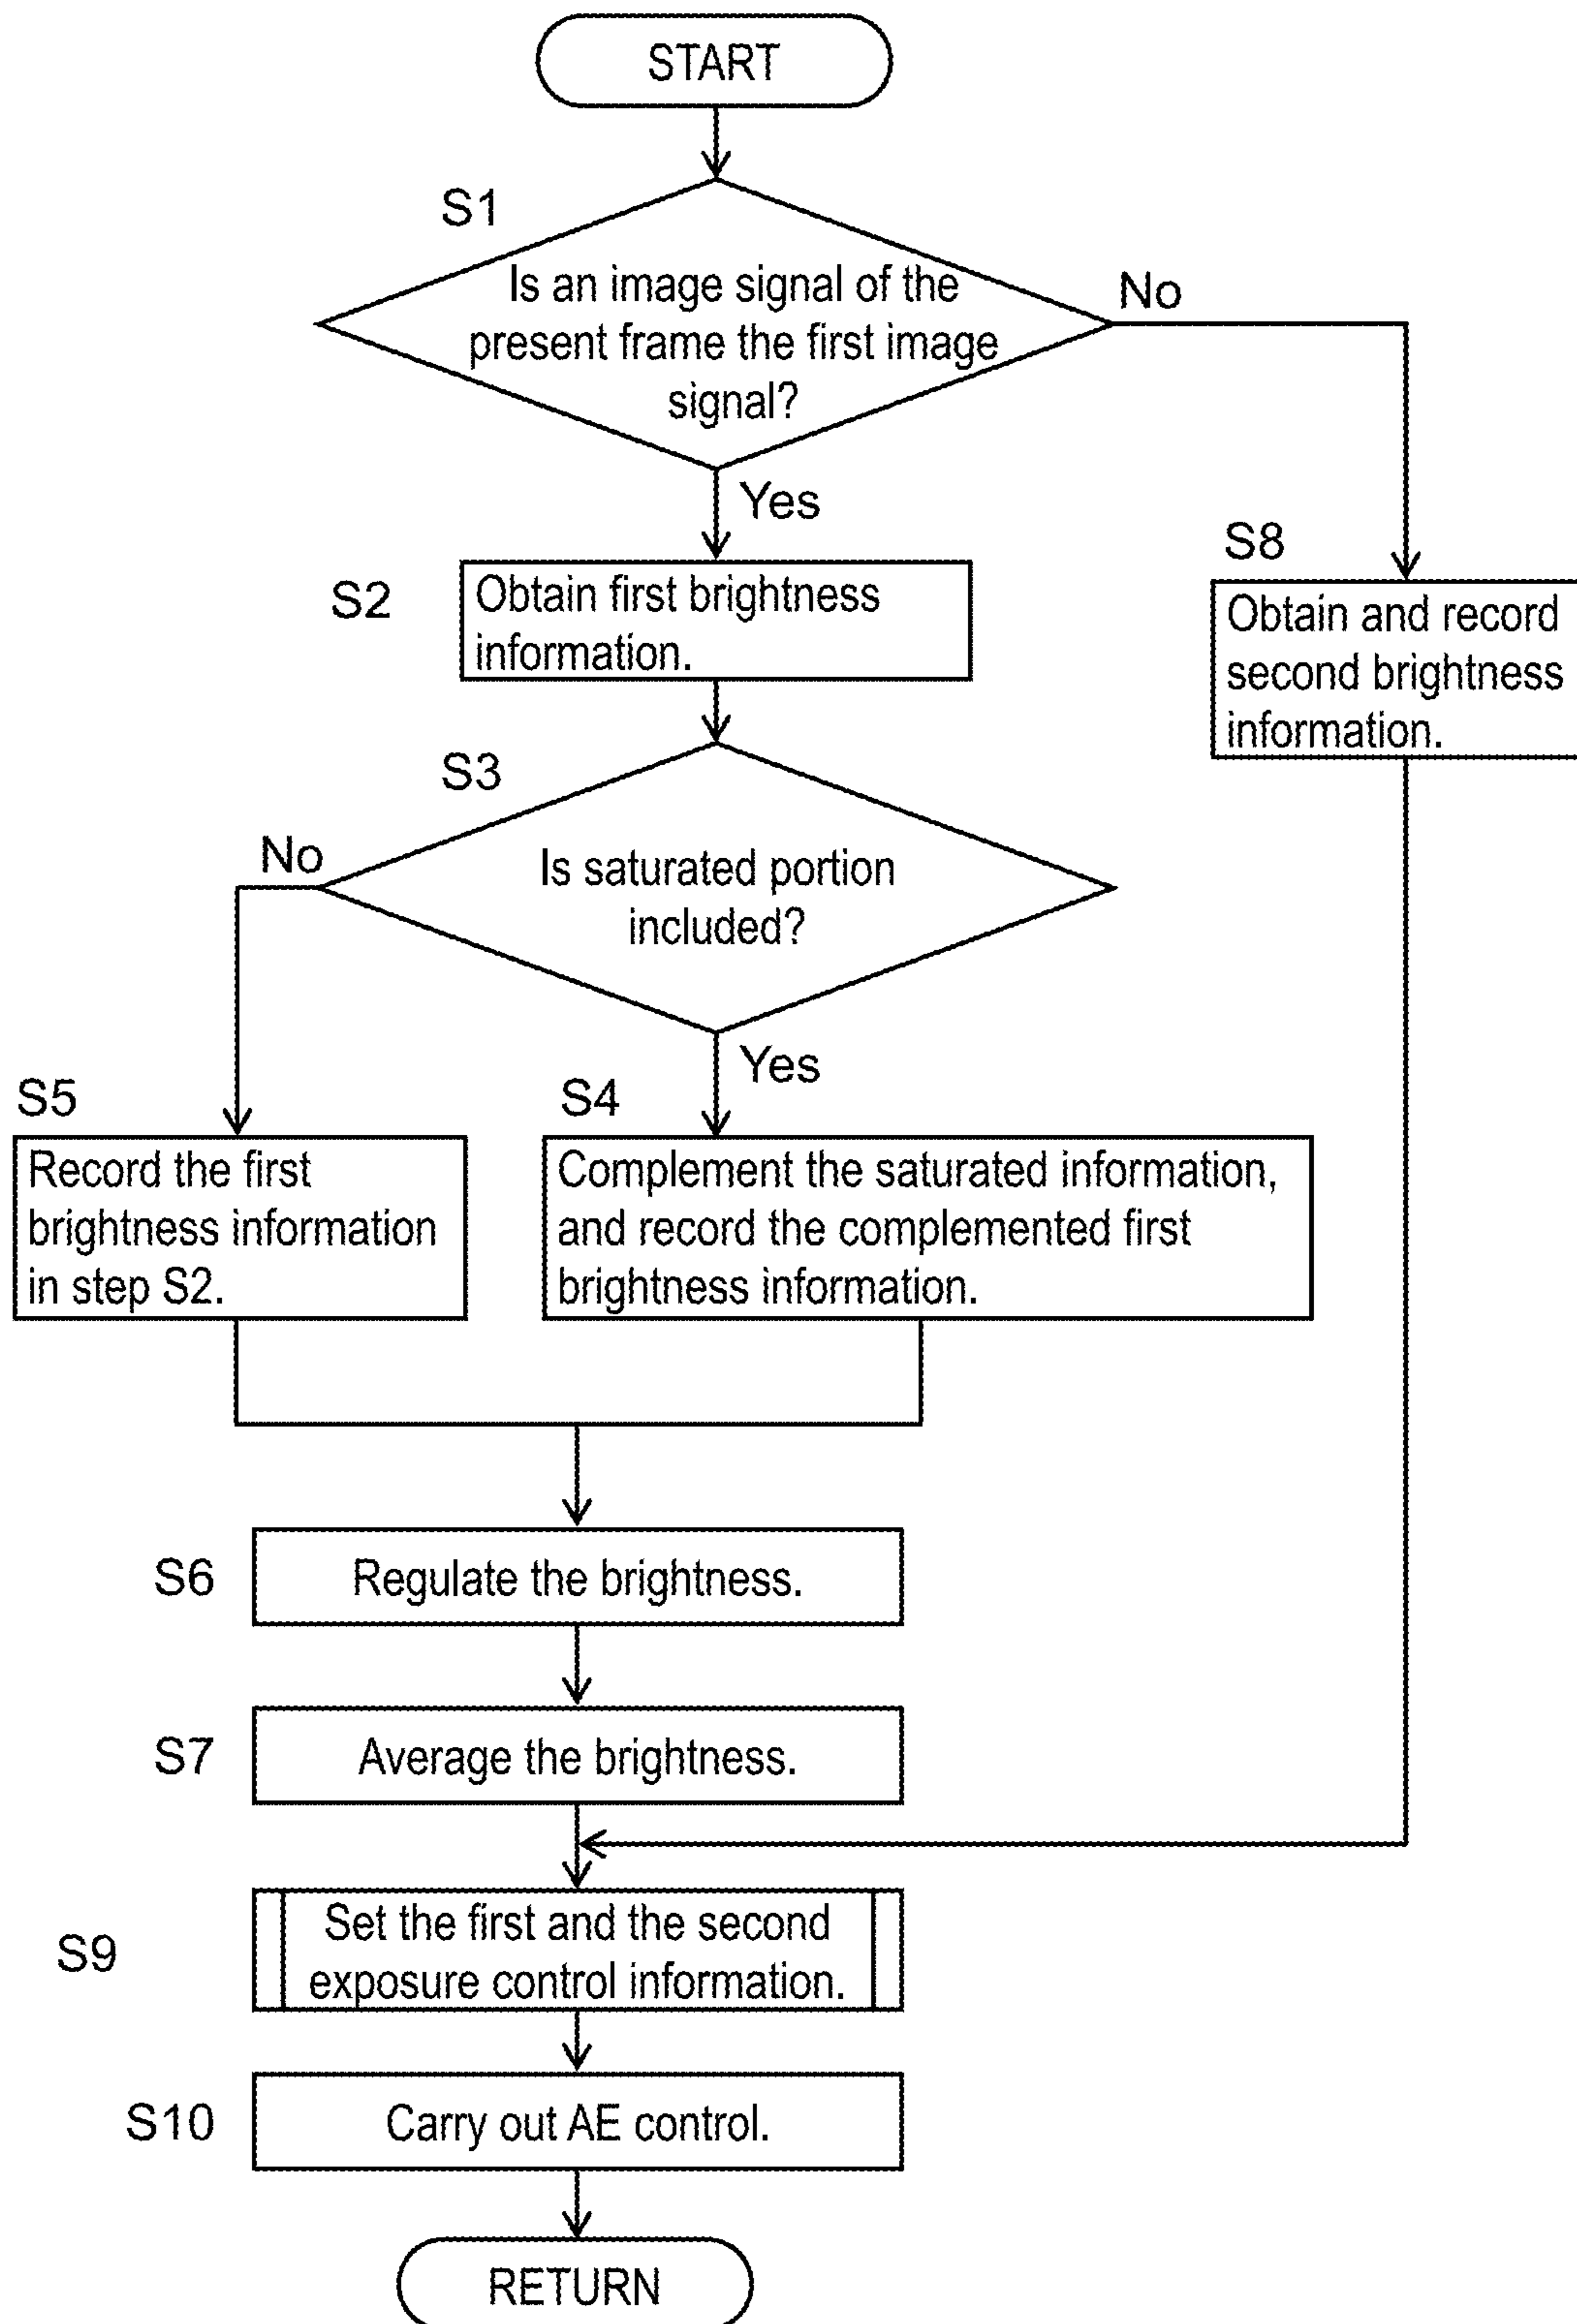 START
S1
Is an image signal of the
present frame the first image
signal?
No
Yes
S8
S2
Obtain first brightness
information.
Obtain and record
second brightness
information.
S3
No
Is saturated portion
included?
Yes
S5
S4
Record the first
brightness information
in step S2.
Complement the saturated information,
and record the complemented first
brightness information.
S6
Regulate the brightness.
S7
Average the brightness.
S9
Set the first and the second
exposure control information.
S10
Carry out AE control.
RETURN